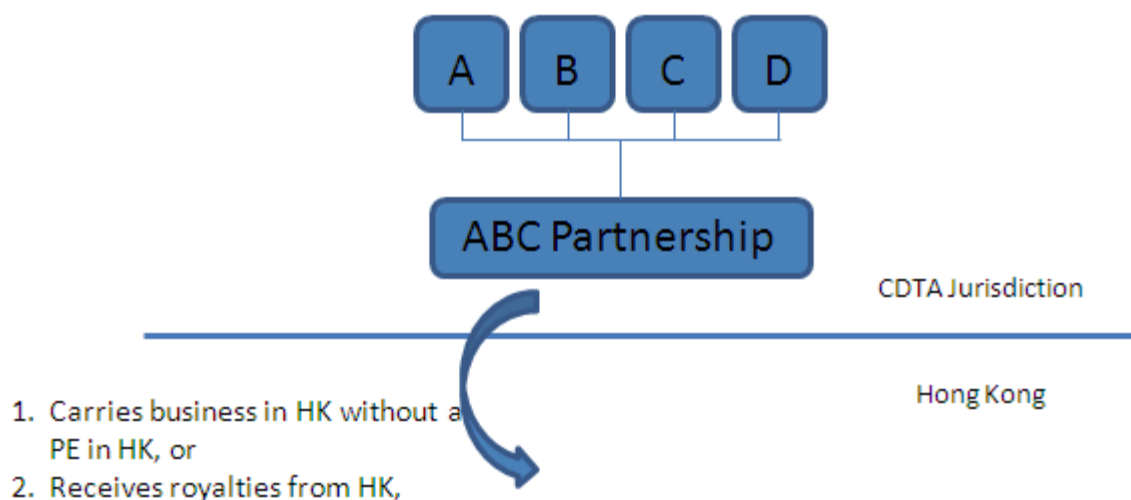 A B C D
ABC Partnership
CDTA Jurisdiction
Hong Kong
1. Carries business in HK without a
PE in HK, or
2. Receives royalties from HK,